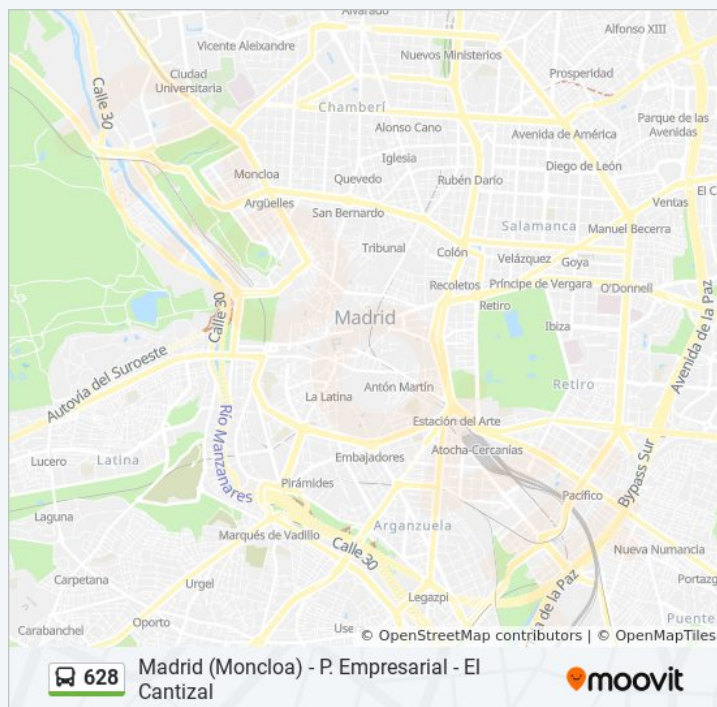 Alvarado
Alfonso XIII
Vicente Aleixandre
Nuevos Ministerios
Ciudad
Universitaria
Prosperidad
Calle 30
Chamberí
Parque de las
Avenidas
Alonso Cano
Avenida de América
Iglesia
Diego de León
Moncloa
Quevedo
Rubén Darío
Argüelles
San Bernardo
Ventas
El C
Salamanca
Manuel Becerra
Tribunal
Colón
Velázquez
Goya
Recoletos
Príncipe de Vergara
O'Donnell
Calle 30
Madrid
Retiro
Ibiza
Avenida de la Paz
Autovía del Suroeste
Antón Martín
Retiro
La Latina
Estación del Arte
Río Manzanares
Atocha-Cercanías
Embajadores
Lucero
Latina
Bypass Sur
Pirámides
Pacífico
Laguna
Arganzuela
Marqués de Vadillo
Calle 30
Nueva Numancia
Carpetana
Urgel
Legazpi
a de la Paz
Portazg
Oporto
Puente
Carabanchel
Use
© OpenStreetMap contributors | © OpenMapTiles
628
Madrid (Moncloa) - P. Empresarial - El
Cantizal
moovit